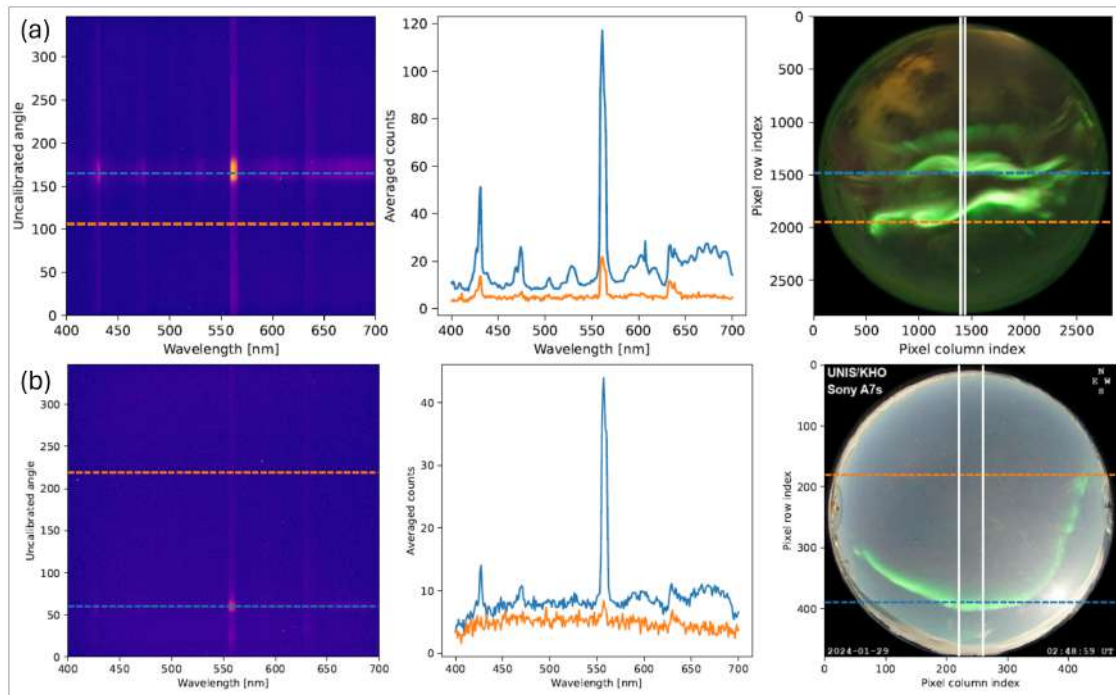 (a)
Uncalibrated angle
300
250
200
150
100
50
0
400 450 500 550 600 650 700
Wavelength [nm]
Averaged counts
120
100
80
60
40
20
0
400 450 500 550 600 650 700
Wavelength [nm]
Pixel row index
0
500
1000
1500
2000
2500
0 500 1000 1500 2000 2500
Pixel column index
(b)
Uncalibrated angle
300
250
200
150
100
50
0
400 450 500 550 600 650 700
Wavelength [nm]
Averaged counts
40
30
20
10
0
400 450 500 550 600 650 700
Wavelength [nm]
Pixel row index
0
100
200
300
400
UNIS/KHO
Sony A7s
N
E W
S
2024-01-29 02:48:59 UT
0 100 200 300 400
Pixel column index